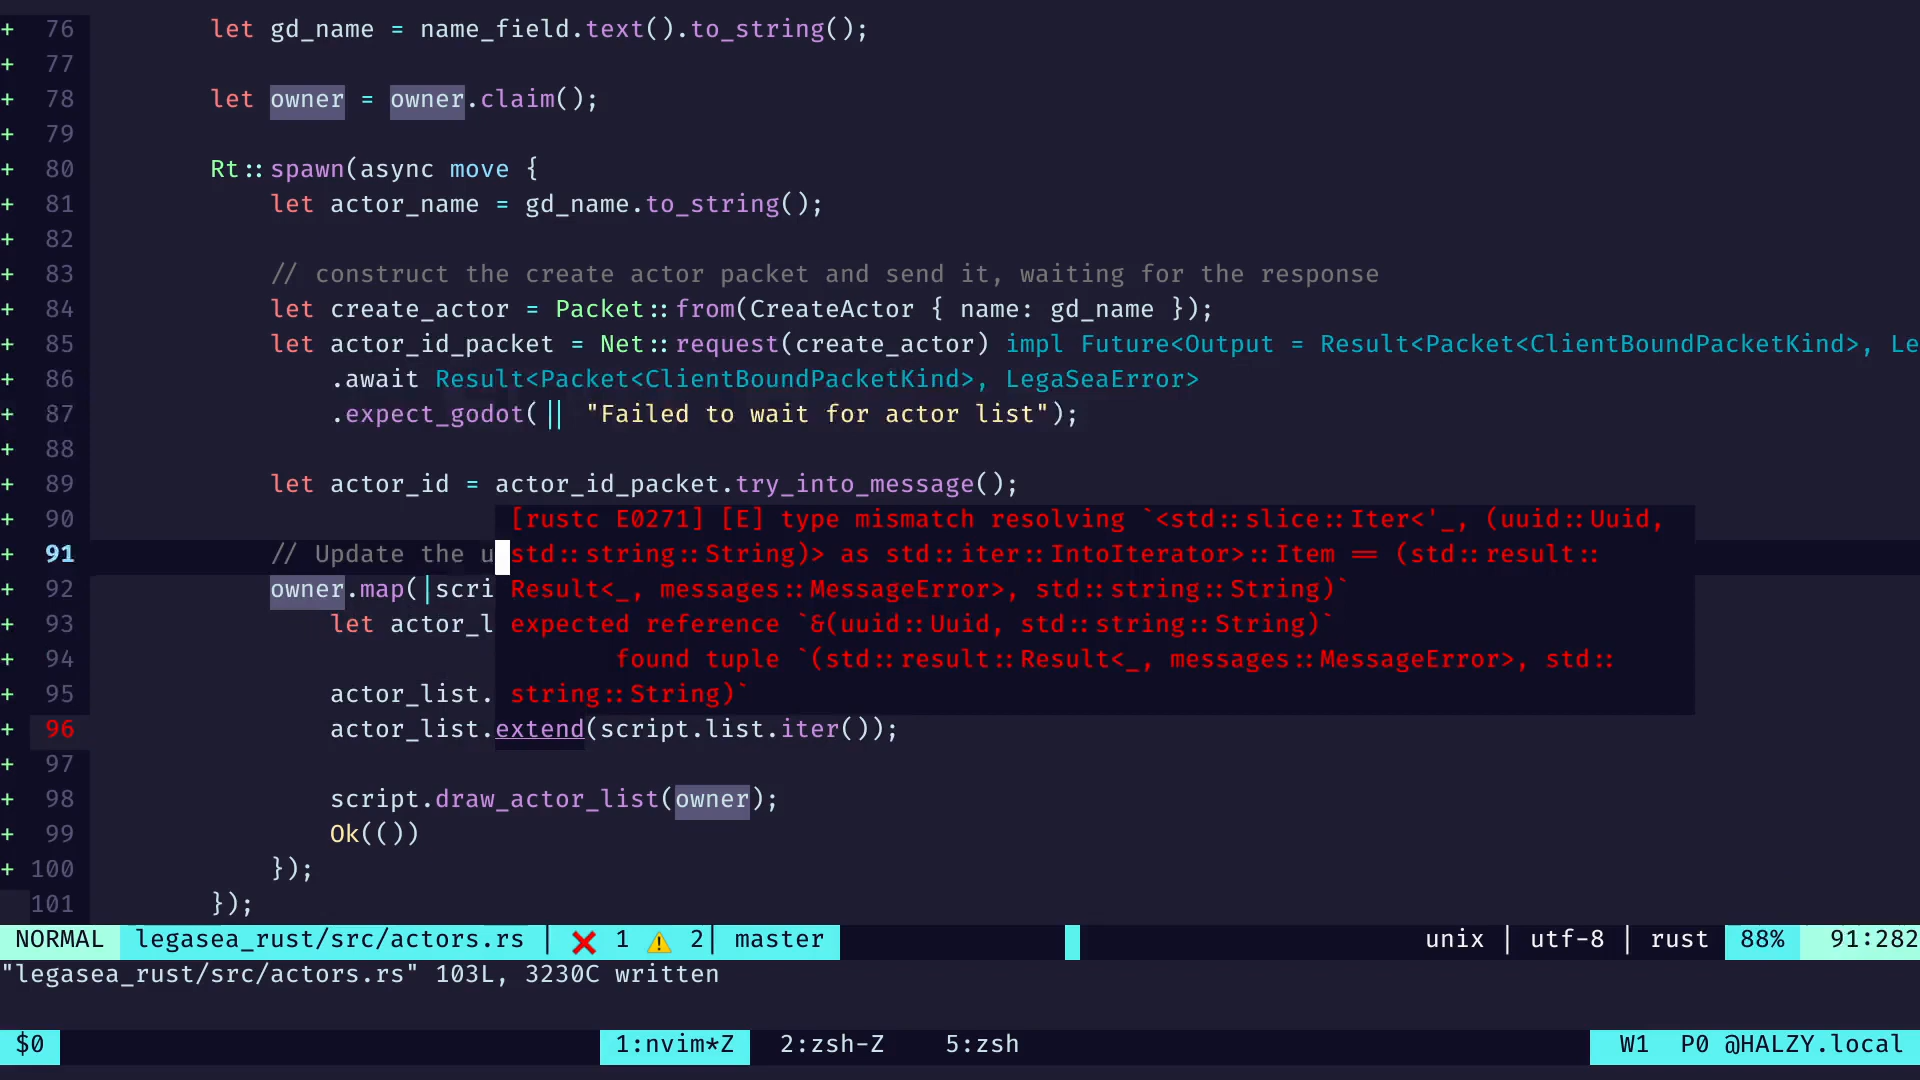 + 76 let gd_name = name_field.text().to_string();
+ 77
+ 78 let owner = owner.claim();
+ 79
+ 80 Rt::spawn(async move {
+ 81 let actor_name = gd_name.to_string();
+ 82
+ 83 // construct the create actor packet and send it, waiting for the response
+ 84 let create_actor = Packet::from(CreateActor { name: gd_name });
+ 85 let actor_id_packet = Net::request(create_actor) impl Future<Output = Result<Packet<ClientBoundPacketKind>, Le
+ 86 .await Result<Packet<ClientBoundPacketKind>, LegaSeaError>
+ 87 .expect_godot(|| "Failed to wait for actor list");
+ 88
+ 89 let actor_id = actor_id_packet.try_into_message();
+ 90 [rustc E0271] [E] type mismatch resolving `<std::slice::Iter<'_, (uuid::Uuid,
+ 91 // Update the u std::string::String)> as std::iter::IntoIterator>::Item == (std::result::
+ 92 owner.map(|scri Result<_, messages::MessageError>, std::string::String)`
+ 93 let actor_l expected reference `&(uuid::Uuid, std::string::String)`
+ 94 found tuple `(std::result::Result<_, messages::MessageError>, std::
+ 95 actor_list. string::String)`
+ 96 actor_list.extend(script.list.iter());
+ 97
+ 98 script.draw_actor_list(owner);
+ 99 Ok(())
+ 100 });
101 });
NORMAL legasea_rust/src/actors.rs | ❌ 1 ⚠ 2| master unix | utf-8 | rust 88% 91:282
"legasea_rust/src/actors.rs" 103L, 3230C written
$0 1:nvim*Z 2:zsh-Z 5:zsh W1 P0 @HALZY.local